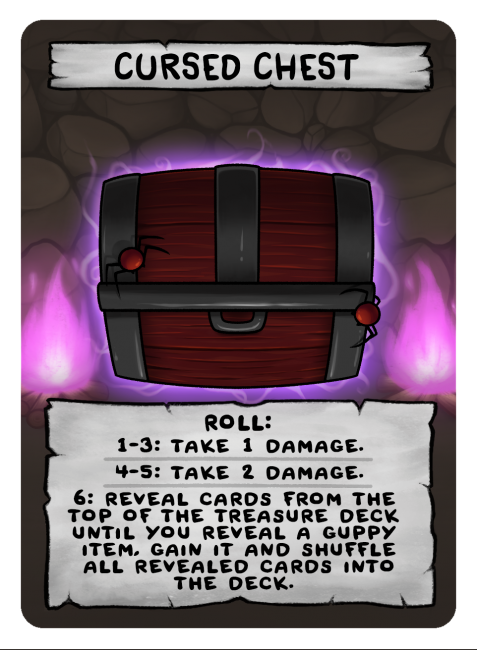 CURSED CHEST
ROLL:
1-3: TAKE 1 DAMAGE.
4-5: TAKE 2 DAMAGE.
6: REVEAL CARDS FROM THE
TOP OF THE TREASURE DECK
UNTIL YOU REVEAL A GUPPY
ITEM. GAIN IT AND SHUFFLE
ALL REVEALED CARDS INTO
THE DECK.